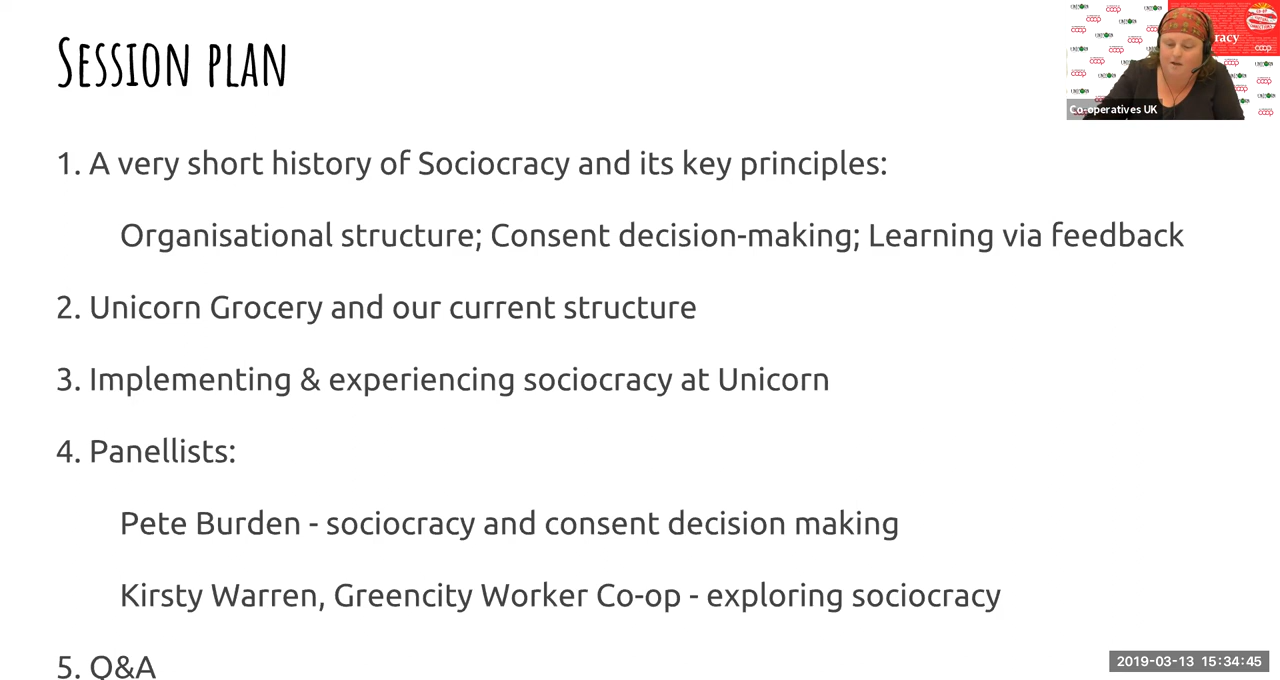 SESSION PLAN
1. A very short history of Sociocracy and its key principles:
Organisational structure; Consent decision-making; Learning via feedback
2. Unicorn Grocery and our current structure
3. Implementing & experiencing sociocracy at Unicorn
4. Panellists:
Pete Burden - sociocracy and consent decision making
Kirsty Warren, Greencity Worker Co-op - exploring sociocracy
5. Q&A
racy
coop
UNICORN
Co-operatives UK
2019-03-13 15:34:45